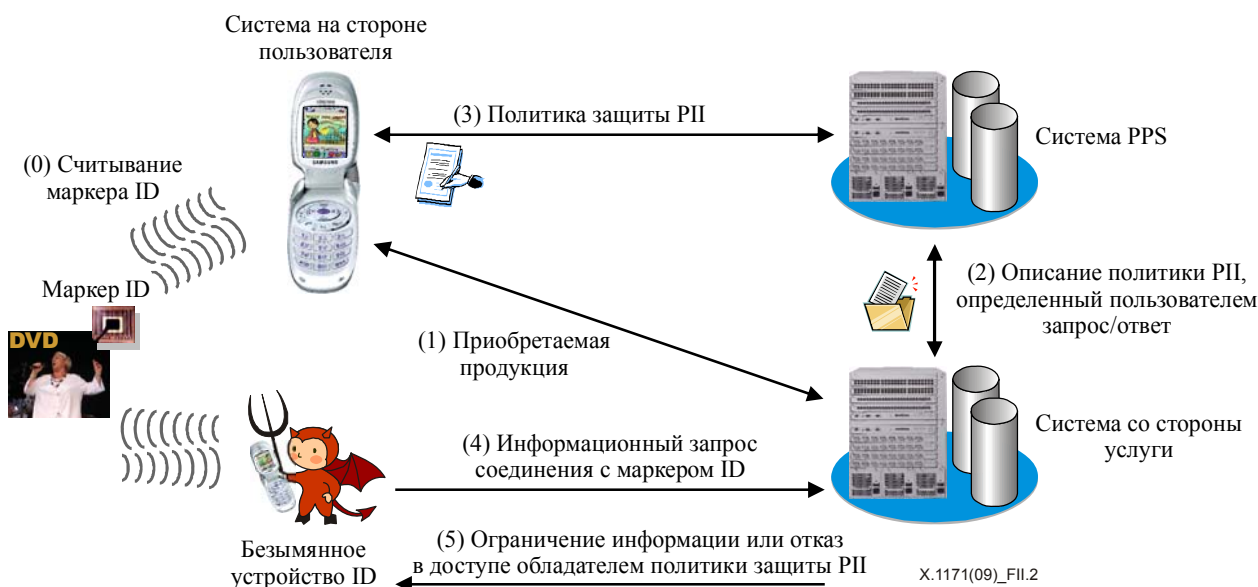 Система на стороне
пользователя
(3) Политика защиты PII
Система PPS
(0) Считывание
маркера ID
SAMSUNG
Маркер ID
DVD
(2) Описание политики PII,
определенный пользователем
запрос/ответ
(1) Приобретаемая
продукция
(4) Информационный запрос
соединения с маркером ID
Система со стороны
услуги
Безымянное
устройство ID
(5) Ограничение информации или отказ
в доступе обладателем политики защиты PII
X.1171(09)_FII.2